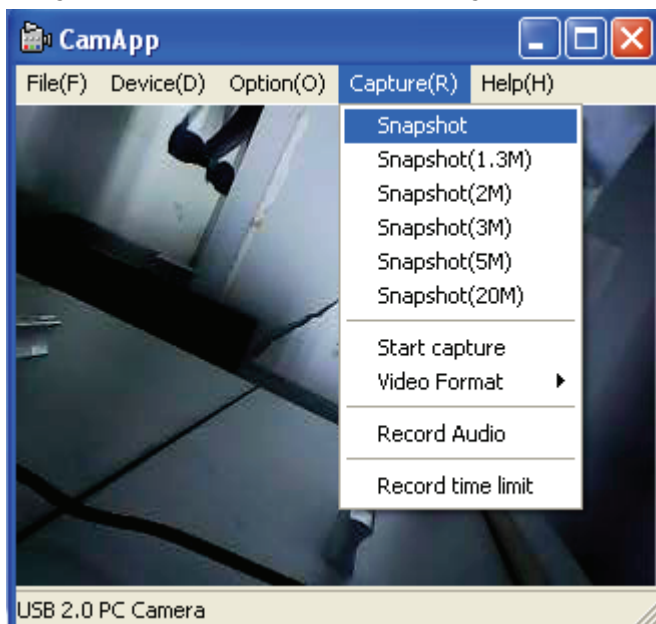 CamApp
File(F) Device(D) Option(O) Capture(R) Help(H)
Snapshot
Snapshot(1.3M)
Snapshot(2M)
Snapshot(3M)
Snapshot(5M)
Snapshot(20M)
Start capture
Video Format
Record Audio
Record time limit
USB 2.0 PC Camera